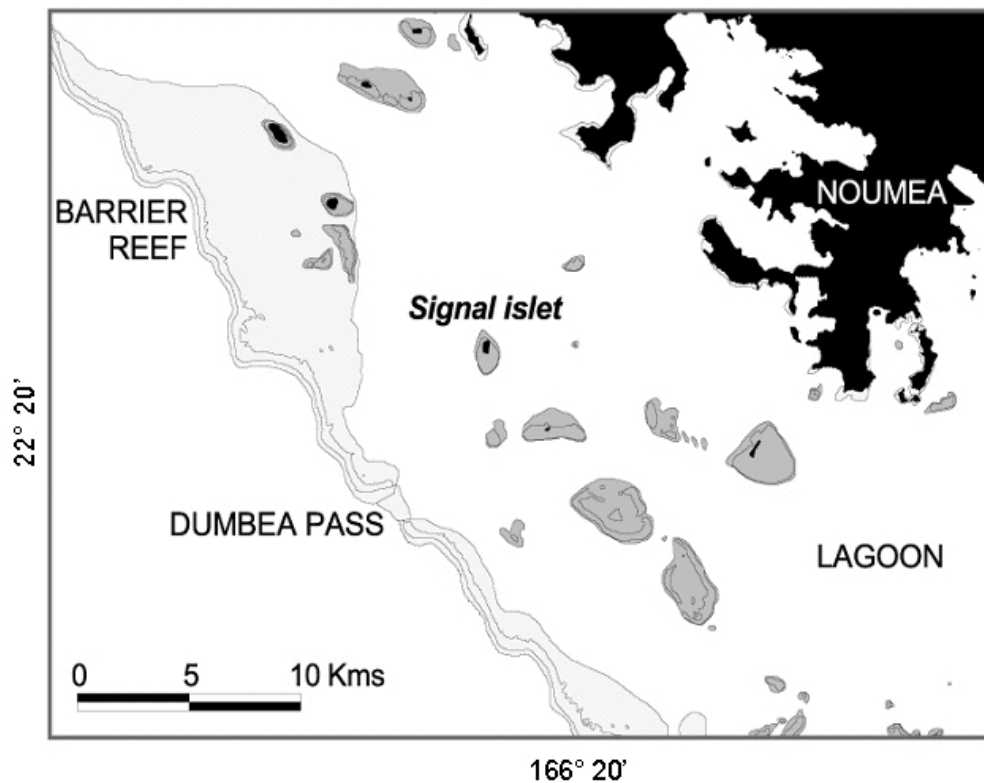 NOUMEA
BARRIER
REEF
Signal islet
22° 20'
DUMBEA PASS
LAGOON
0 5 10 Kms
166° 20'